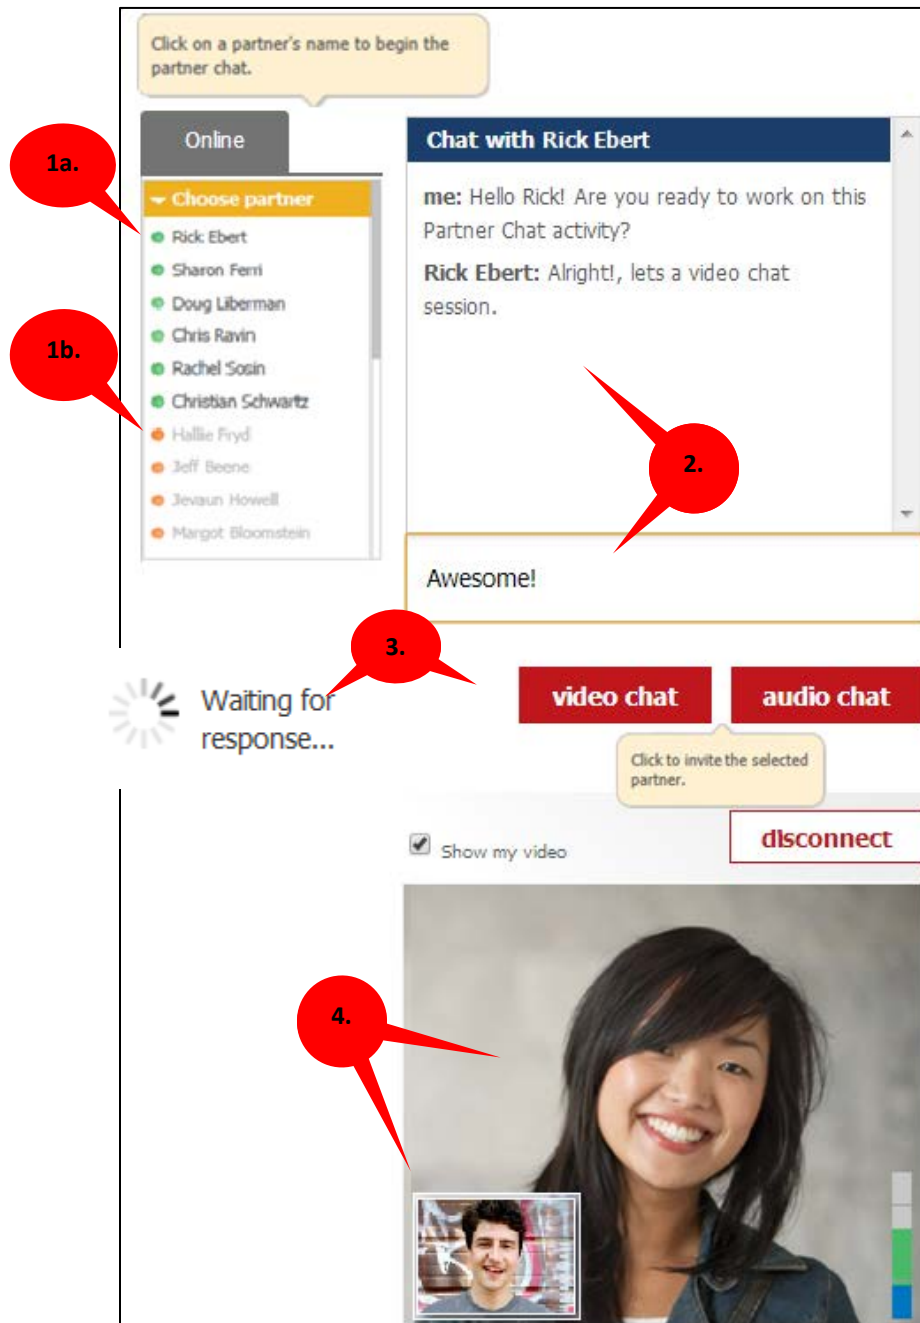 Click on a partner's name to begin the
partner chat.
Online
1a.
Choose partner
Rick Ebert
Sharon Ferri
Doug Liberman
Chris Ravin
1b.
Rachel Sosin
Christian Schwartz
Hallie Fryd
Jeff Beene
Jevaun Howell
Margot Bloomstein
Chat with Rick Ebert
me: Hello Rick! Are you ready to work on this
Partner Chat activity?
Rick Ebert: Alright!, lets a video chat
session.
2.
Awesome!
3.
Waiting for
response...
video chat
audio chat
Click to invite the selected
partner.
Show my video
disconnect
4.